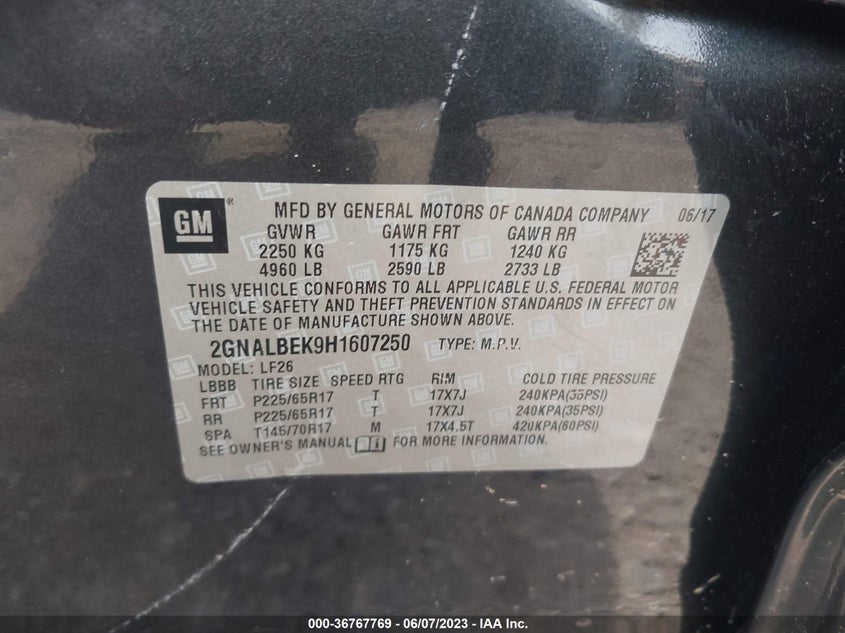 GM ® MFD BY GENERAL MOTORS OF CANADA COMPANY 06/17
GVWR GAWR FRT GAWR RR
2250 KG 1175 KG 1240 KG
4960 LB 2590 LB 2733 LB
THIS VEHICLE CONFORMS TO ALL APPLICABLE U.S. FEDERAL MOTOR
VEHICLE SAFETY AND THEFT PREVENTION STANDARDS IN EFFECT ON
THE DATE OF MANUFACTURE SHOWN ABOVE.
2GNALBEK9H1607250 TYPE: M.P.V.
MODEL: LF26
LBBB TIRE SIZE SPEED RTG RIM COLD TIRE PRESSURE
FRT P225/65R17 T 17X7J 240KPA(35PSI)
RR P225/65R17 T 17X7J 240KPA(35PSI)
SPA T145/70R17 M 17X4.5T 420KPA(60PSI)
SEE OWNER'S MANUAL FOR MORE INFORMATION.
000-36767769 - 06/07/2023 - IAA Inc.